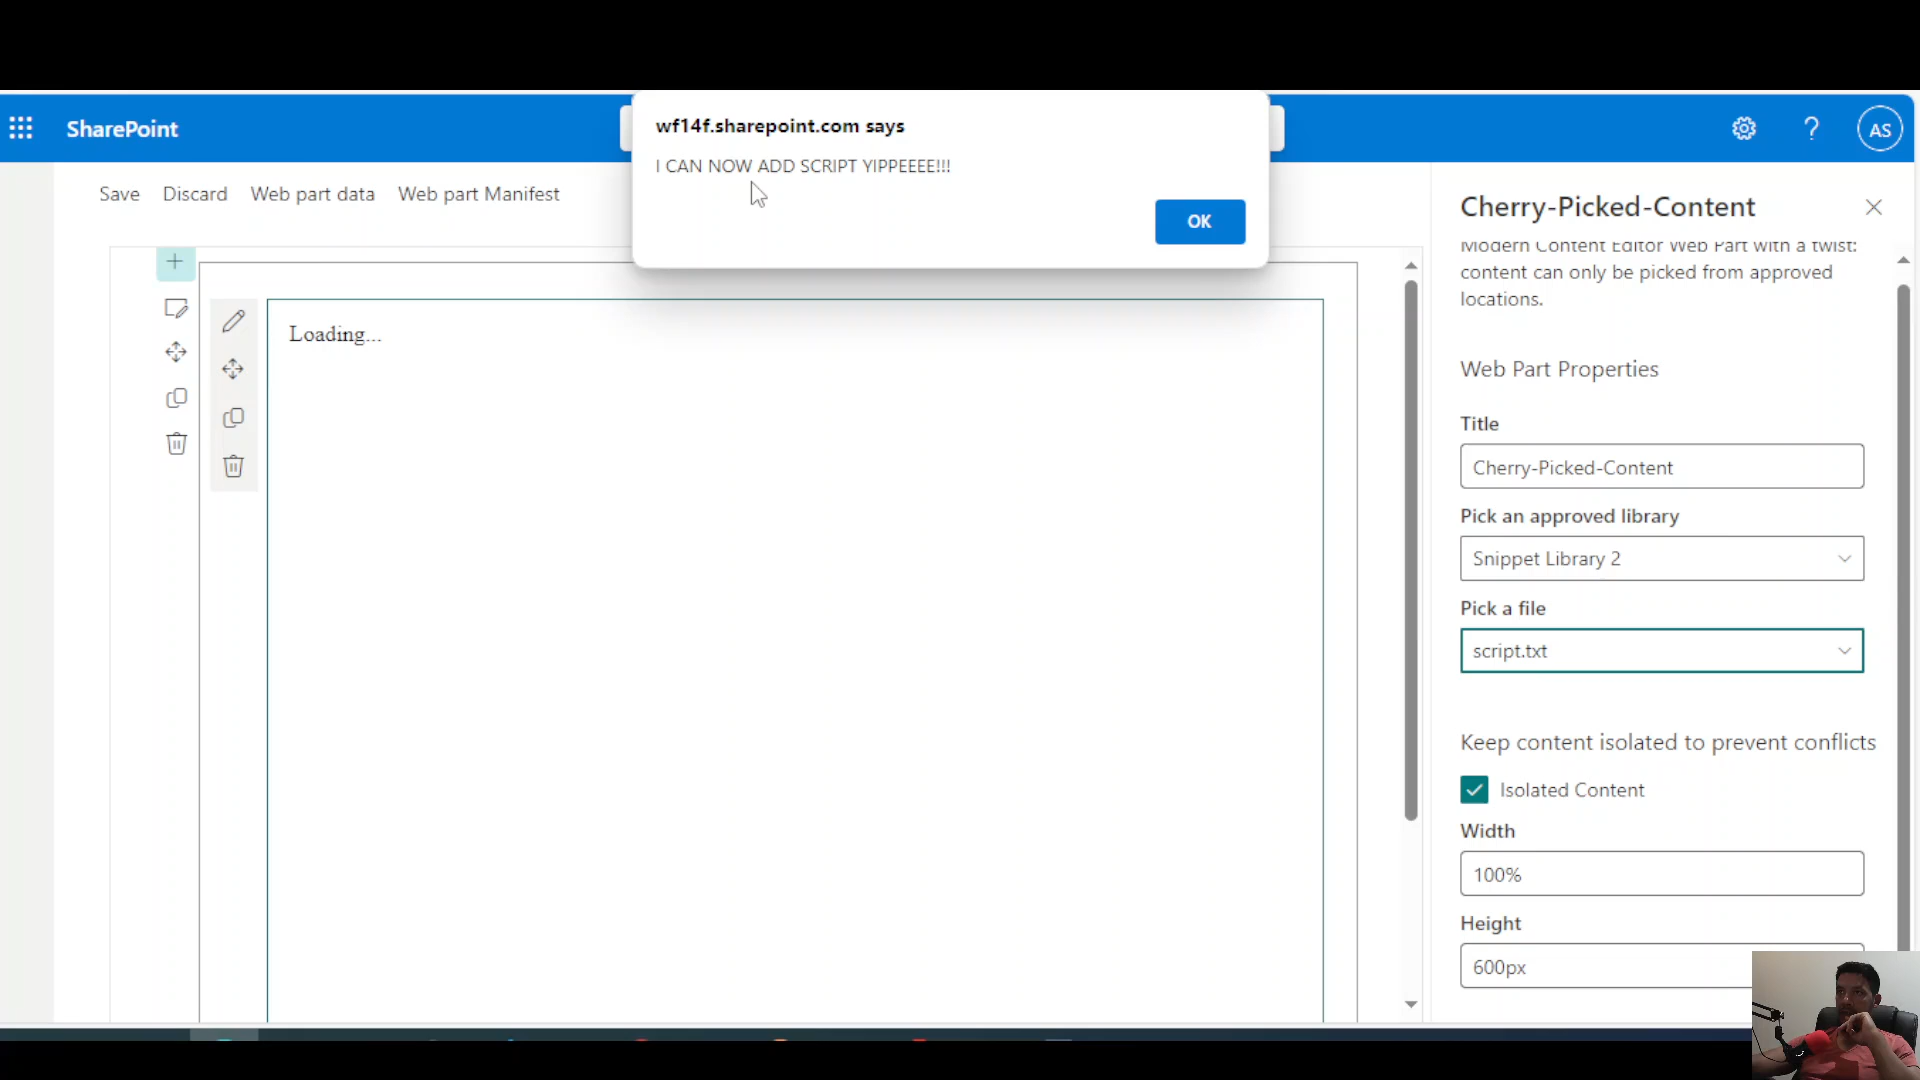 SharePoint
wf14f.sharepoint.com says
I CAN NOW ADD SCRIPT YIPPEEEE!!!
OK
AS
Save Discard Web part data Web part Manifest
Loading...
Cherry-Picked-Content
Modern Content Editor Web Part with a twist:
content can only be picked from approved
locations.
Web Part Properties
Title
Cherry-Picked-Content
Pick an approved library
Snippet Library 2
Pick a file
script.txt
Keep content isolated to prevent conflicts
Isolated Content
Width
100%
Height
600px